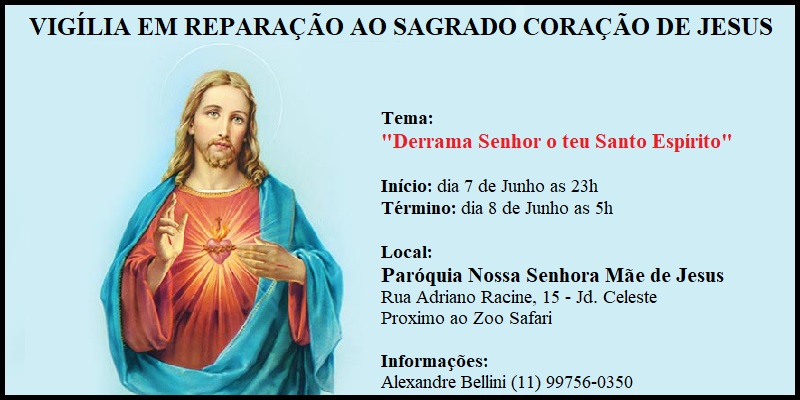 VIGÍLIA EM REPARAÇÃO AO SAGRADO CORAÇÃO DE JESUS
Tema:
"Derrama Senhor o teu Santo Espírito"
Início: dia 7 de Junho as 23h
Término: dia 8 de Junho as 5h
Local:
Paróquia Nossa Senhora Mãe de Jesus
Rua Adriano Racine, 15 - Jd. Celeste
Proximo ao Zoo Safari
Informações:
Alexandre Bellini (11) 99756-0350